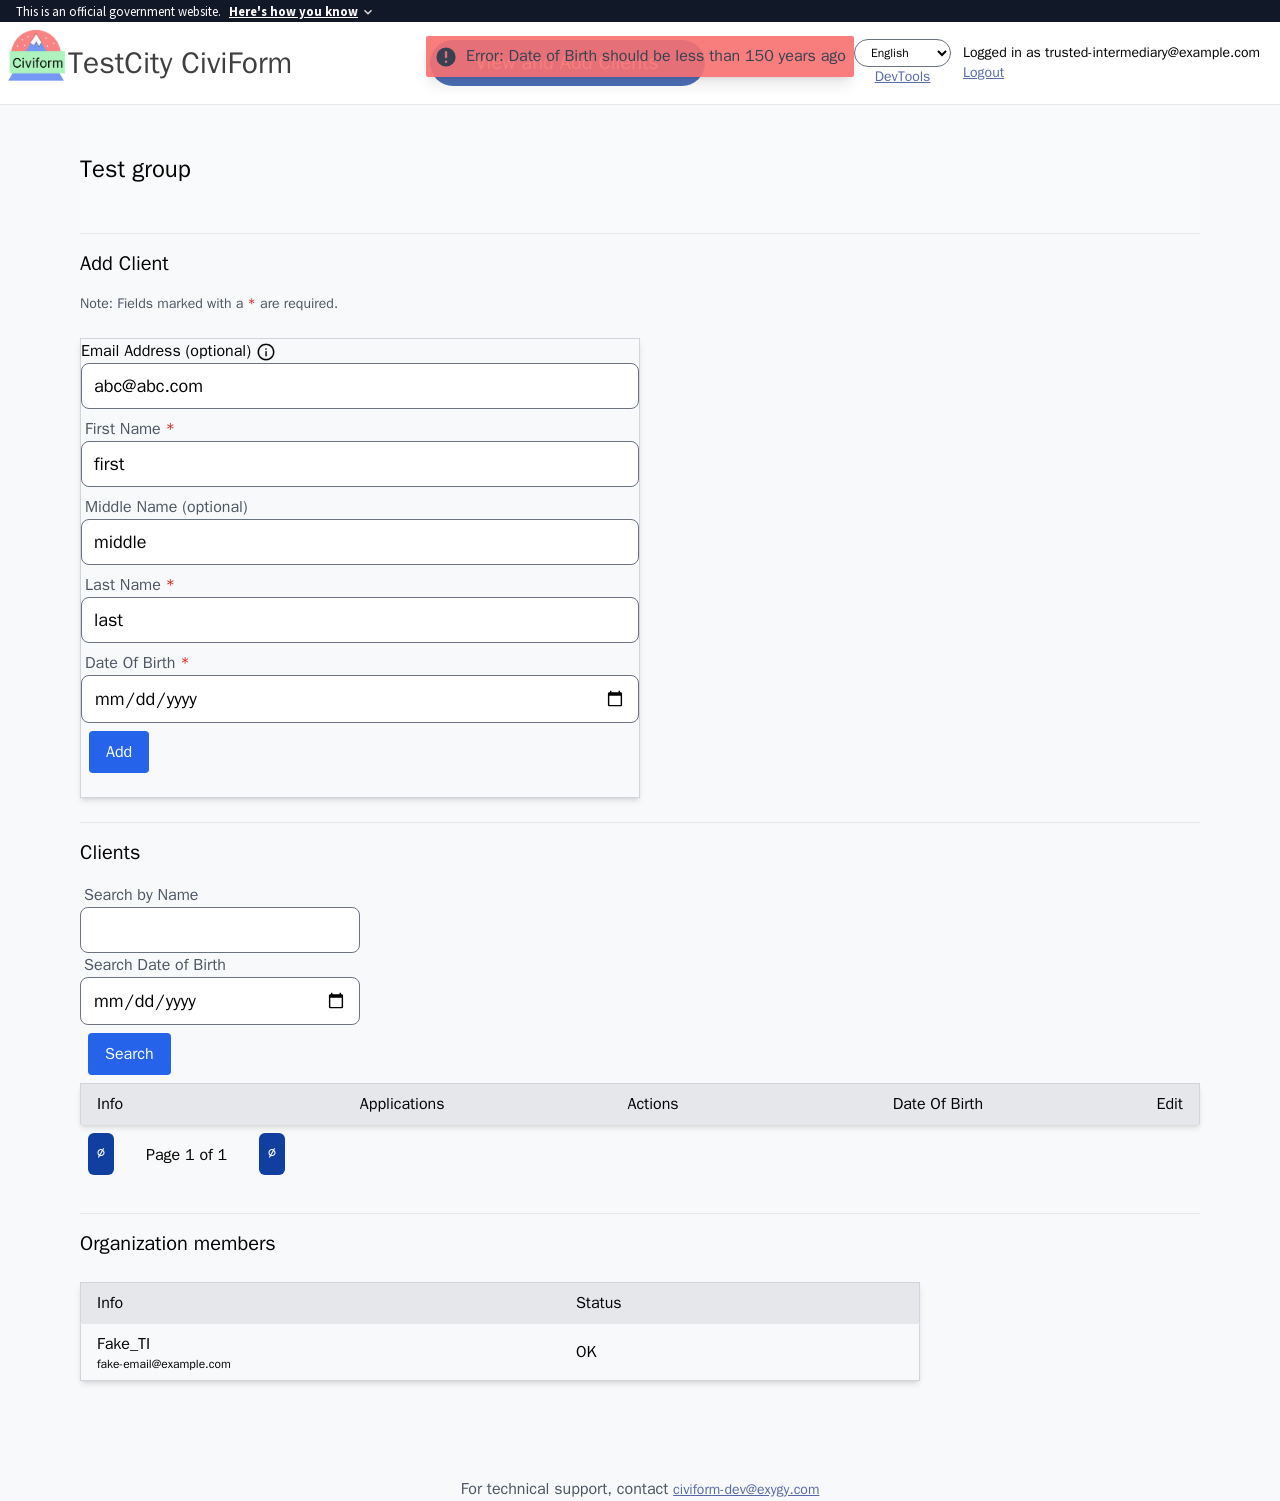 This is an official government website. Here's how you know
Civiform
TestCity CiviForm
View and Add Clients
Error: Date of Birth should be less than 150 years ago
English
DevTools
Logged in as trusted-intermediary@example.com
Logout
Test group
Add Client
Note: Fields marked with a * are required.
Email Address (optional)
abc@abc.com
First Name *
first
Middle Name (optional)
middle
Last Name *
last
Date Of Birth *
mm/dd/yyyy
Add
Clients
Search by Name
Search Date of Birth
mm/dd/yyyy
Search
Info Applications Actions Date Of Birth Edit
∅ Page 1 of 1 ∅
Organization members
Info Status
Fake_TI
fake-email@example.com
OK
For technical support, contact civiform-dev@exygy.com